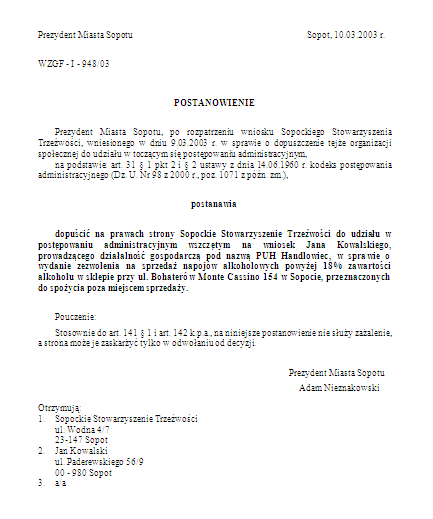 Prezydent Miasta Sopotu Sopot, 10.03.2003 r.
WZGF - I - 948/03
POSTANOWIENIE
Prezydent Miasta Sopotu, po rozpatrzeniu wniosku Sopockiego Stowarzyszenia
Trzeźwości, wniesionego w dniu 9.03.2003 r. w sprawie o dopuszczenie tejże organizacji
społecznej do udziału w toczącym się postępowaniu administracyjnym,
na podstawie: art. 31 § 1 pkt 2 i § 2 ustawy z dnia 14.06.1960 r. kodeks postępowania
administracyjnego (Dz. U. Nr 98 z 2000 r., poz. 1071 z późn. zm.),
postanawia
dopuścić na prawach strony Sopockie Stowarzyszenie Trzeźwości do udziału w
postępowaniu administracyjnym wszczętym na wniosek Jana Kowalskiego,
prowadzącego działalność gospodarczą pod nazwą PUH Handlowiec, w sprawie o
wydanie zezwolenia na sprzedaż napojów alkoholowych powyżej 18% zawartości
alkoholu w sklepie przy ul. Bohateró w Monte Cassino 154 w Sopocie, przeznaczonych
do spożycia poza miejscem sprzedaży.
Pouczenie:
Stosownie do art. 141 § 1 i art. 142 k.p.a., na niniejsze postanowienie nie służy zażalenie,
a strona może je zaskarżyć tylko w odwołaniu od decyzji.
Prezydent Miasta Sopotu
Adam Nieznakowski
Otrzymują:
1. Sopockie Stowarzyszenie Trzeźwości
ul. Wodna 4/7
23-147 Sopot
2. Jan Kowalski
ul. Paderewskiego 56/9
00 - 980 Sopot
3. a/a